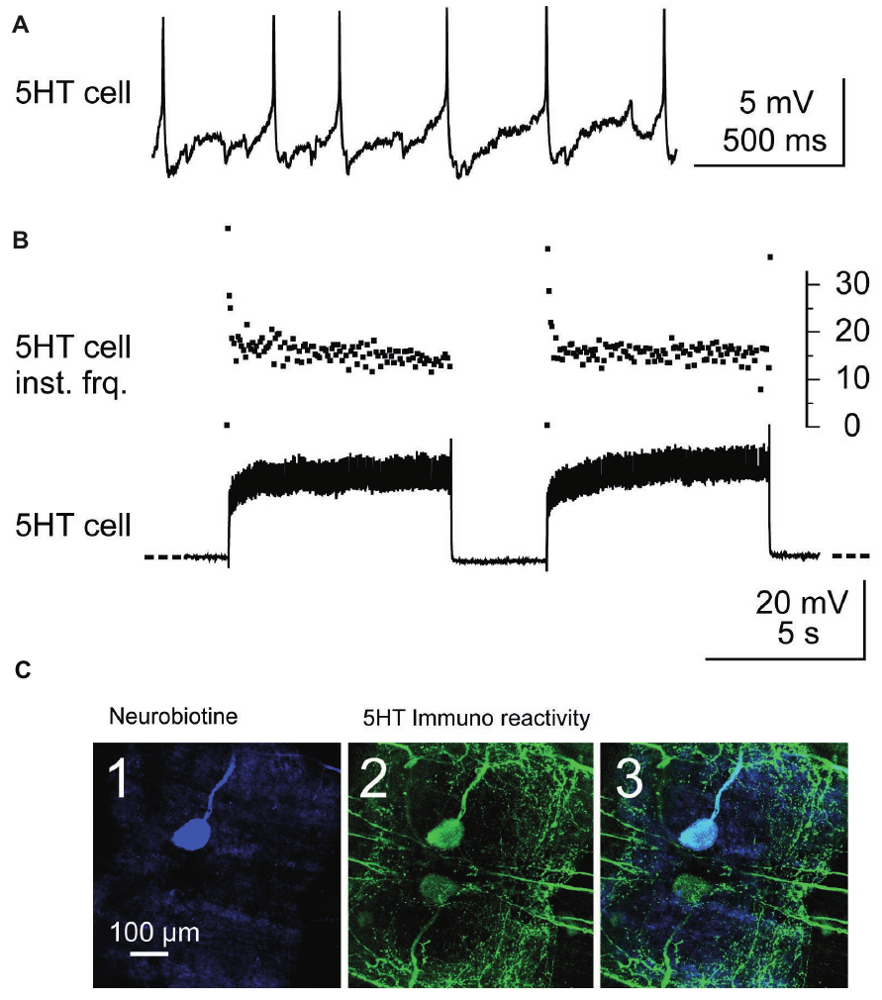 A
5HT cell
5 mV
500 ms
B
30
5HT cell
20
inst. frq.
10
0
5HT cell
20 mV
5 s
C
Neurobiotine
5HT Immuno reactivity
1
2
3
100 µm